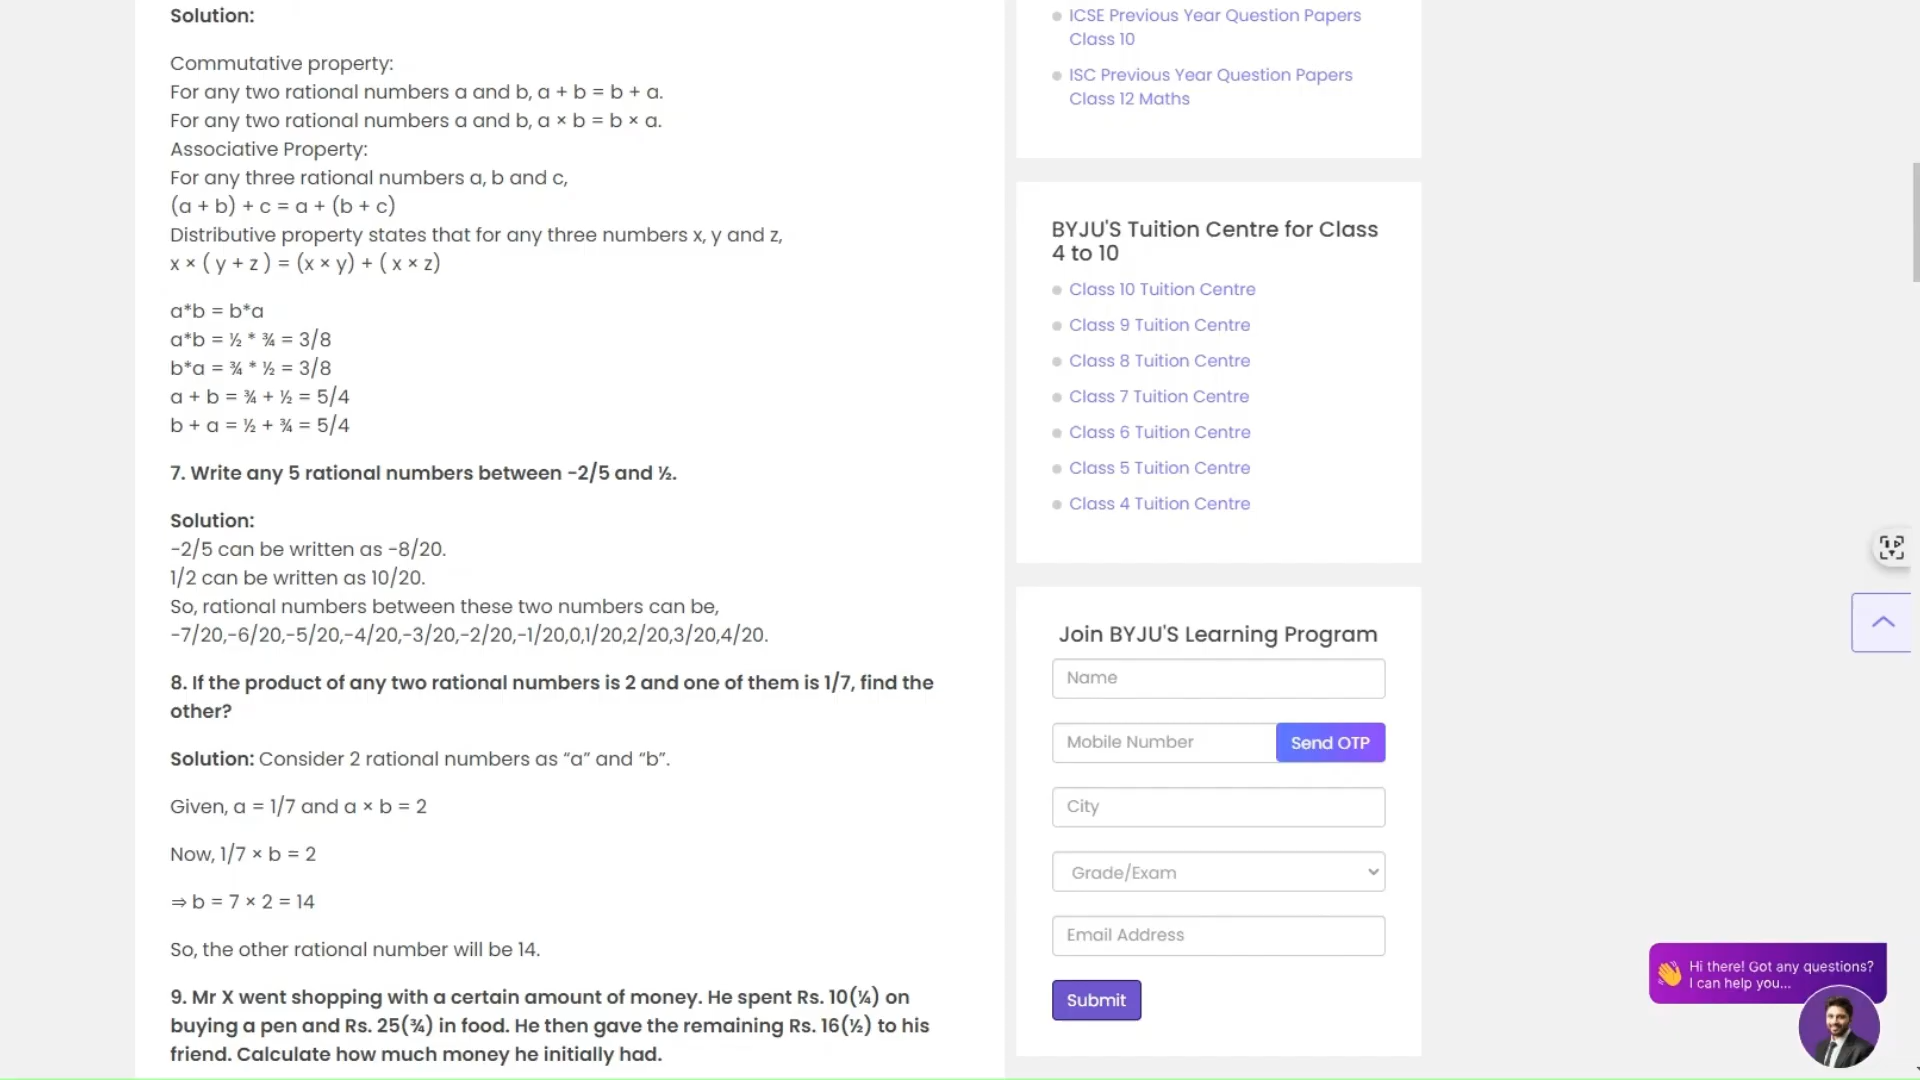 Solution:
Commutative property:
For any two rational numbers a and b, a + b = b + a.
For any two rational numbers a and b, a × b = b × a.
Associative Property:
For any three rational numbers a, b and c,
(a + b) + c = a + (b + c)
Distributive property states that for any three numbers x, y and z,
x × ( y + z ) = (x × y) + ( x × z)
a*b = b*a
a*b = ½ * ¾ = 3/8
b*a = ¾ * ½ = 3/8
a + b = ¾ + ½ = 5/4
b + a = ½ + ¾ = 5/4
7. Write any 5 rational numbers between -2/5 and ½.
Solution:
-2/5 can be written as -8/20.
1/2 can be written as 10/20.
So, rational numbers between these two numbers can be,
-7/20,-6/20,-5/20,-4/20,-3/20,-2/20,-1/20,0,1/20,2/20,3/20,4/20.
8. If the product of any two rational numbers is 2 and one of them is 1/7, find the
other?
Solution: Consider 2 rational numbers as “a” and “b”.
Given, a = 1/7 and a × b = 2
Now, 1/7 × b = 2
⇒ b = 7 × 2 = 14
So, the other rational number will be 14.
9. Mr X went shopping with a certain amount of money. He spent Rs. 10(¼) on
buying a pen and Rs. 25(¾) in food. He then gave the remaining Rs. 16(½) to his
friend. Calculate how much money he initially had.
ICSE Previous Year Question Papers
Class 10
ISC Previous Year Question Papers
Class 12 Maths
BYJU'S Tuition Centre for Class
4 to 10
Class 10 Tuition Centre
Class 9 Tuition Centre
Class 8 Tuition Centre
Class 7 Tuition Centre
Class 6 Tuition Centre
Class 5 Tuition Centre
Class 4 Tuition Centre
Join BYJU'S Learning Program
Name
Mobile Number
Send OTP
City
Grade/Exam
Email Address
Submit
Hi there! Got any questions?
I can help you...